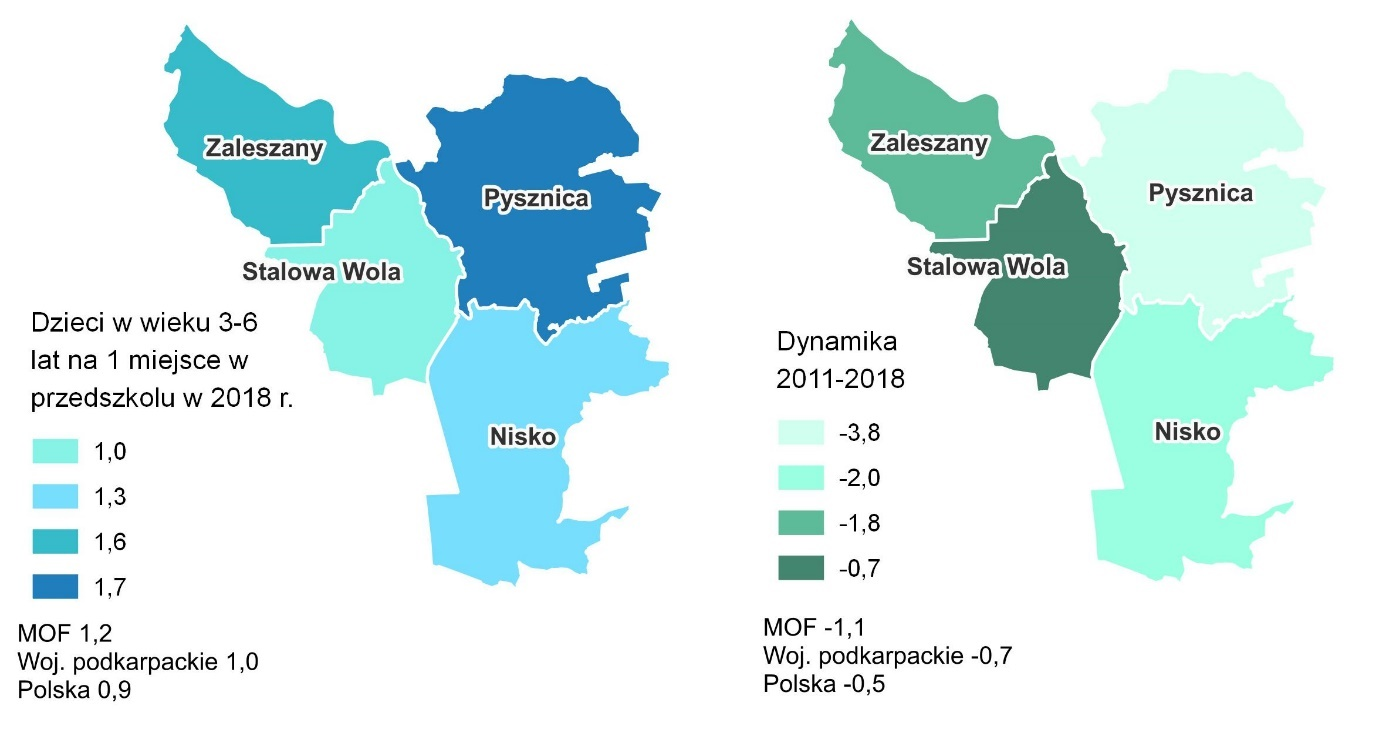 Zaleszany
Pysznica
Stalowa Wola
Nisko
Dzieci w wieku 3-6
lat na 1 miejsce w
przedszkolu w 2018 r.
1,0
1,3
1,6
1,7
MOF 1,2
Woj. podkarpackie 1,0
Polska 0,9
Zaleszany
Pysznica
Stalowa Wola
Nisko
Dynamika
2011-2018
-3,8
-2,0
-1,8
-0,7
MOF -1,1
Woj. podkarpackie -0,7
Polska -0,5